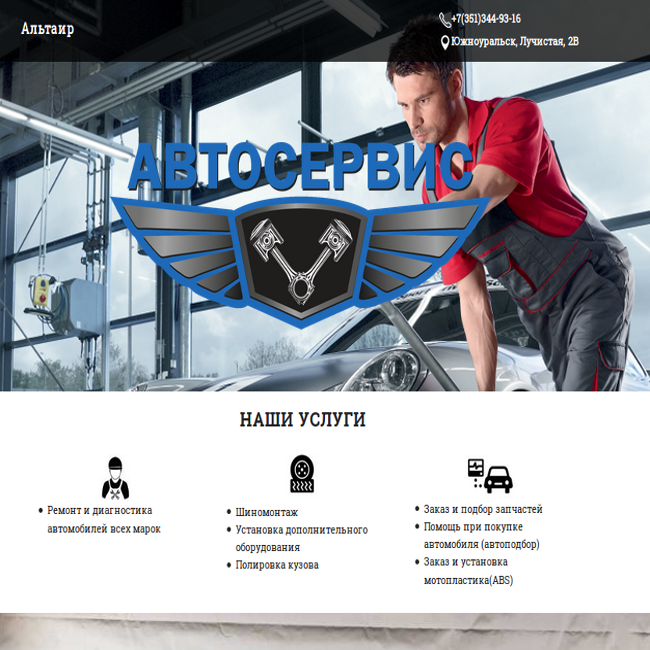 Альтаир
+7(351)344-93-16
Южноуральск, Лучистая, 2В
АВТОСЕРВИС
НАШИ УСЛУГИ
• Ремонт и диагностика
автомобилей всех марок
• Шиномонтаж
• Установка дополнительного
оборудования
• Полировка кузова
• Заказ и подбор запчастей
• Помощь при покупке
автомобиля (автоподбор)
• Заказ и установка
мотопластика(ABS)